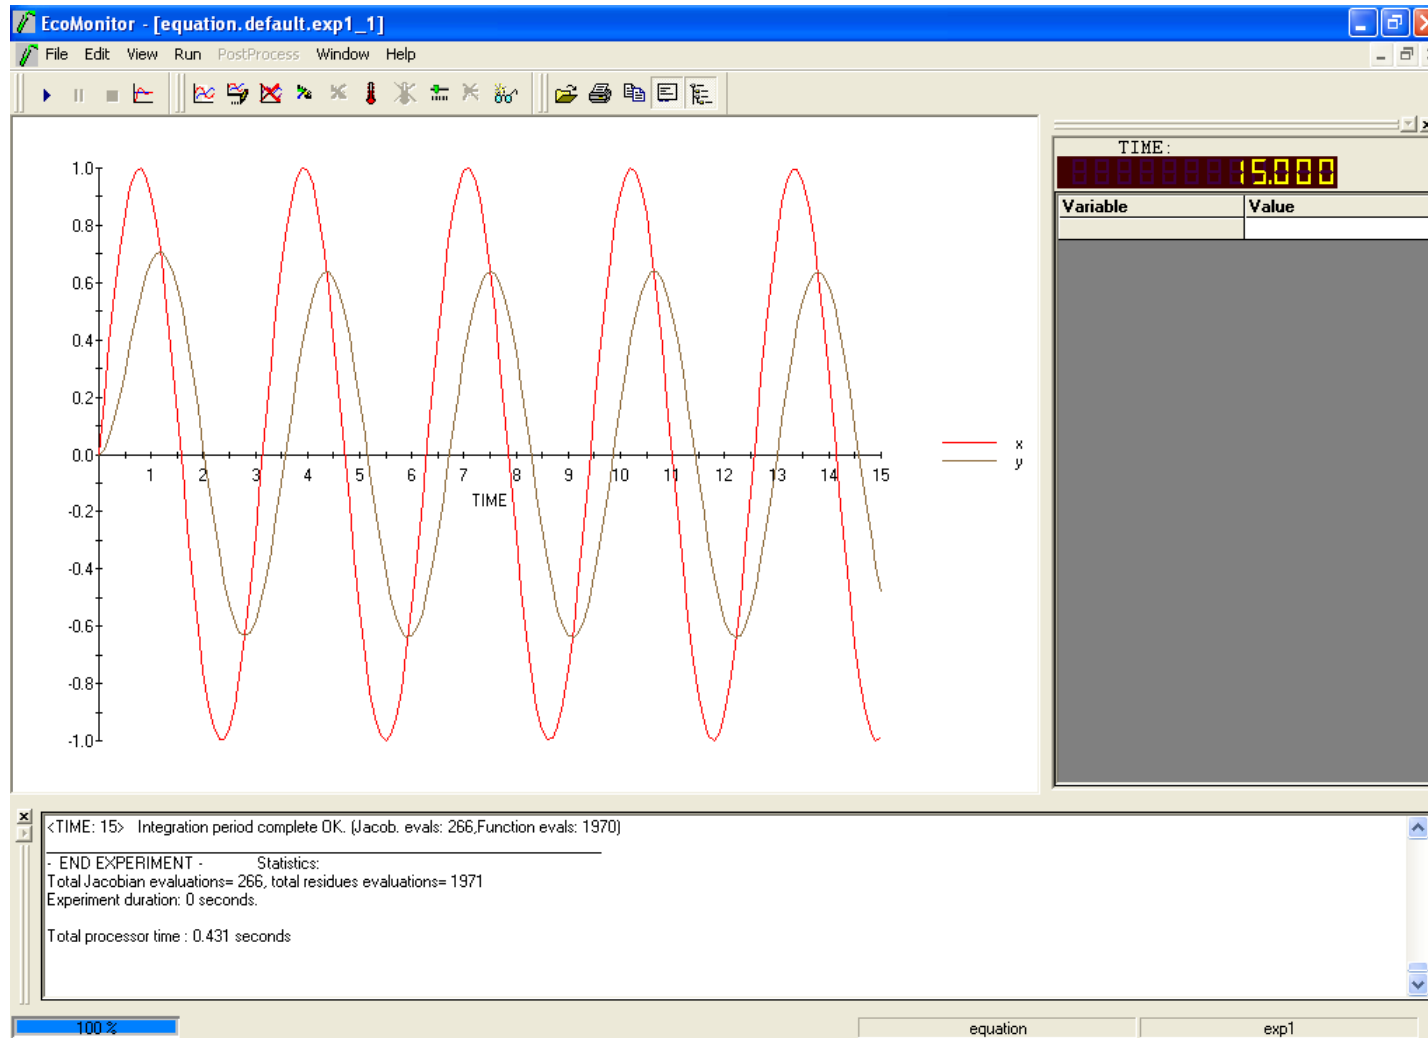 EcoMonitor - [equation.default.exp1_1]
File Edit View Run PostProcess Window Help
TIME:
15.000
Variable Value
1.0
0.8
0.6
0.4
0.2
0.0
-0.2
-0.4
-0.6
-0.8
-1.0
1 2 3 4 5 6 7 8 9 10 11 12 13 14 15
TIME
x
y
<TIME: 15> Integration period complete OK. (Jacob. evals: 266,Function evals: 1970)
- END EXPERIMENT - Statistics:
Total Jacobian evaluations= 266, total residues evaluations= 1971
Experiment duration: 0 seconds.
Total processor time : 0.431 seconds
100 % equation exp1